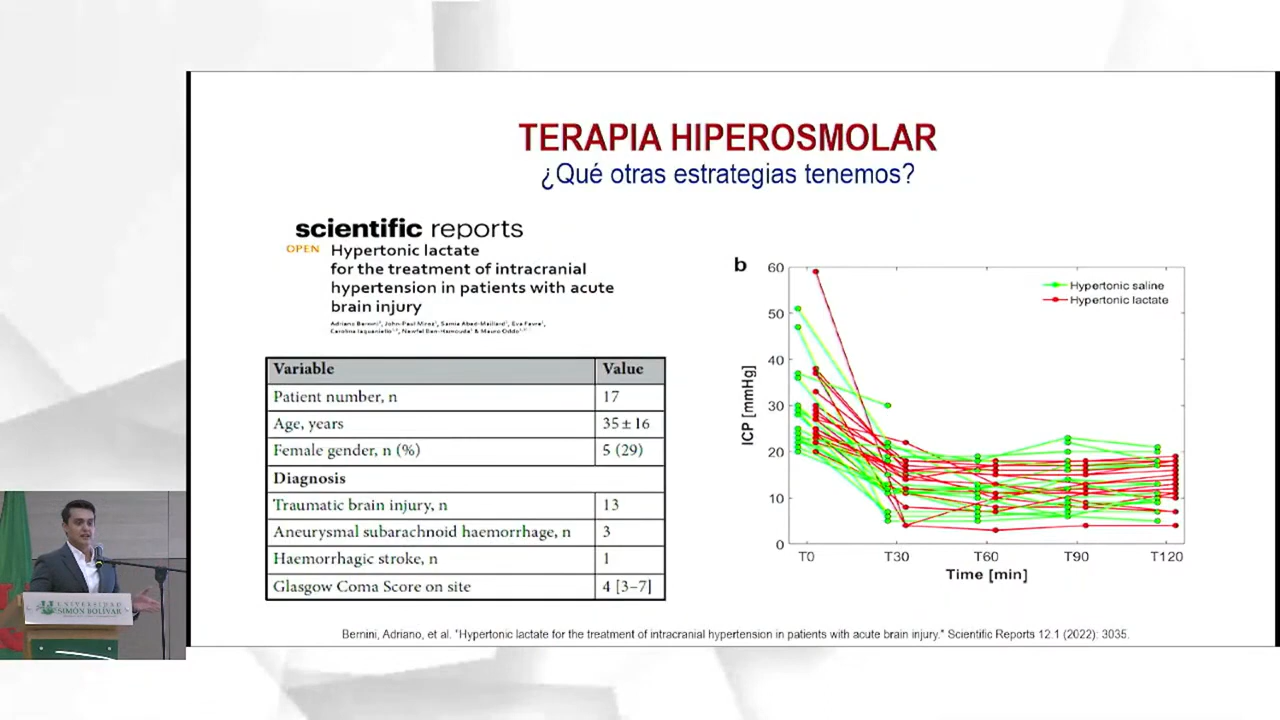 TERAPIA HIPEROSMOLAR
¿Qué otras estrategias tenemos?
scientific reports
OPEN Hypertonic lactate
for the treatment of intracranial
hypertension in patients with acute
brain injury
Variable Value
Patient number, n 17
Age, years 35 ± 16
Female gender, n (%) 5 (29)
Diagnosis
Traumatic brain injury, n 13
Aneurysmal subarachnoid haemorrhage, n 3
Haemorrhagic stroke, n 1
Glasgow Coma Score on site 4 [3–7]
b
Hypertonic saline
Hypertonic lactate
ICP [mmHg]
60
50
40
30
20
10
0
T0 T30 T60 T90 T120
Time [min]
Bernini, Adriano, et al. "Hypertonic lactate for the treatment of intracranial hypertension in patients with acute brain injury." Scientific Reports 12.1 (2022): 3035.
UNIVERSIDAD
SIMÓN BOLÍVAR